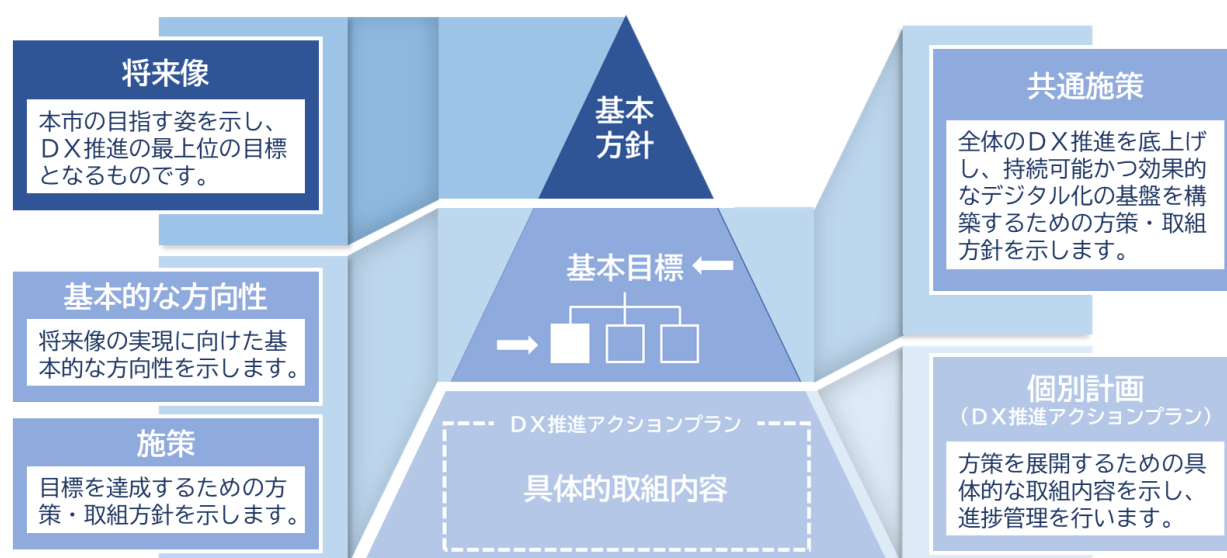 将来像
本市の目指す姿を示し、
ＤＸ推進の最上位の目標
となるものです。
基本的な方向性
将来像の実現に向けた基
本的な方向性を示します。
施策
目標を達成するための方
策・取組方針を示します。
基本
方針
基本目標
ＤＸ推進アクションプラン
具体的取組内容
共通施策
全体のＤＸ推進を底上げ
し、持続可能かつ効果的
なデジタル化の基盤を構
築するための方策・取組
方針を示します。
個別計画
（ＤＸ推進アクションプラン）
方策を展開するための具
体的な取組内容を示し、
進捗管理を行います。